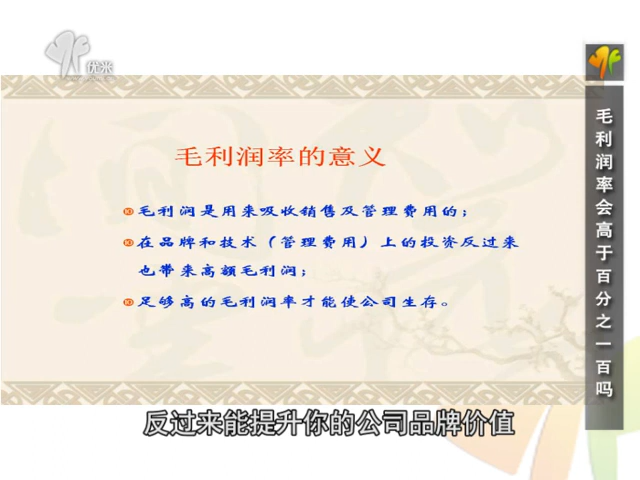 优米
毛利润率的意义
毛利润是用来吸收销售及管理费用的；
在品牌和技术（管理费用）上的投资反过来
也带来高额毛利润；
足够高的毛利润率才能使公司生存。
毛利润率会高于百分之一百吗
反过来能提升你的公司品牌价值